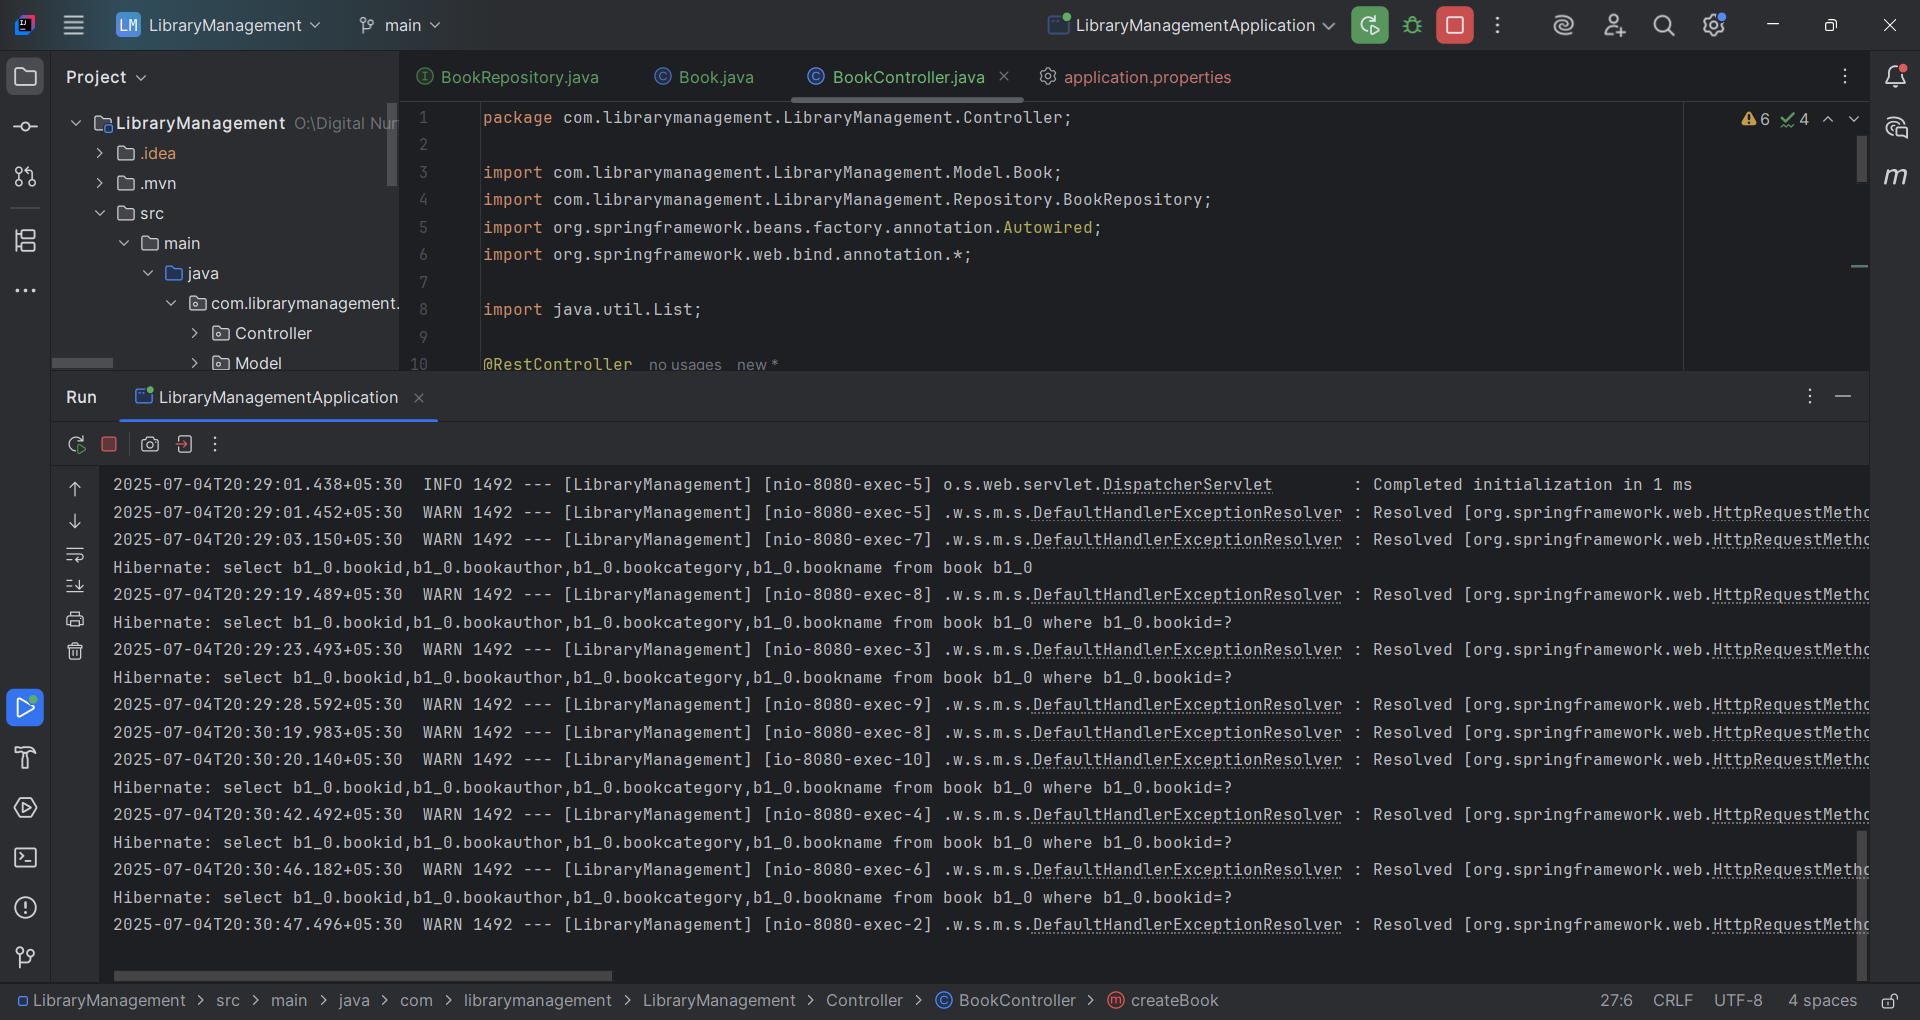 LM LibraryManagement main LibraryManagementApplication
Project
LibraryManagement O:\Digital Nur
.idea
.mvn
src
main
java
com.librarymanagement.
Controller
Model
BookRepository.java Book.java BookController.java application.properties
6 4
1 package com.librarymanagement.LibraryManagement.Controller;
2
3 import com.librarymanagement.LibraryManagement.Model.Book;
4 import com.librarymanagement.LibraryManagement.Repository.BookRepository;
5 import org.springframework.beans.factory.annotation.Autowired;
6 import org.springframework.web.bind.annotation.*;
7
8 import java.util.List;
9
10 @RestController no usages new *
Run LibraryManagementApplication
2025-07-04T20:29:01.438+05:30  INFO 1492 --- [LibraryManagement] [nio-8080-exec-5] o.s.web.servlet.DispatcherServlet        : Completed initialization in 1 ms
2025-07-04T20:29:01.452+05:30  WARN 1492 --- [LibraryManagement] [nio-8080-exec-5] .w.s.m.s.DefaultHandlerExceptionResolver : Resolved [org.springframework.web.HttpRequestMetho
2025-07-04T20:29:03.150+05:30  WARN 1492 --- [LibraryManagement] [nio-8080-exec-7] .w.s.m.s.DefaultHandlerExceptionResolver : Resolved [org.springframework.web.HttpRequestMetho
Hibernate: select b1_0.bookid,b1_0.bookauthor,b1_0.bookcategory,b1_0.bookname from book b1_0
2025-07-04T20:29:19.489+05:30  WARN 1492 --- [LibraryManagement] [nio-8080-exec-8] .w.s.m.s.DefaultHandlerExceptionResolver : Resolved [org.springframework.web.HttpRequestMetho
Hibernate: select b1_0.bookid,b1_0.bookauthor,b1_0.bookcategory,b1_0.bookname from book b1_0 where b1_0.bookid=?
2025-07-04T20:29:23.493+05:30  WARN 1492 --- [LibraryManagement] [nio-8080-exec-3] .w.s.m.s.DefaultHandlerExceptionResolver : Resolved [org.springframework.web.HttpRequestMetho
Hibernate: select b1_0.bookid,b1_0.bookauthor,b1_0.bookcategory,b1_0.bookname from book b1_0 where b1_0.bookid=?
2025-07-04T20:29:28.592+05:30  WARN 1492 --- [LibraryManagement] [nio-8080-exec-9] .w.s.m.s.DefaultHandlerExceptionResolver : Resolved [org.springframework.web.HttpRequestMetho
2025-07-04T20:30:19.983+05:30  WARN 1492 --- [LibraryManagement] [nio-8080-exec-8] .w.s.m.s.DefaultHandlerExceptionResolver : Resolved [org.springframework.web.HttpRequestMetho
2025-07-04T20:30:20.140+05:30  WARN 1492 --- [LibraryManagement] [io-8080-exec-10] .w.s.m.s.DefaultHandlerExceptionResolver : Resolved [org.springframework.web.HttpRequestMetho
Hibernate: select b1_0.bookid,b1_0.bookauthor,b1_0.bookcategory,b1_0.bookname from book b1_0 where b1_0.bookid=?
2025-07-04T20:30:42.492+05:30  WARN 1492 --- [LibraryManagement] [nio-8080-exec-4] .w.s.m.s.DefaultHandlerExceptionResolver : Resolved [org.springframework.web.HttpRequestMetho
Hibernate: select b1_0.bookid,b1_0.bookauthor,b1_0.bookcategory,b1_0.bookname from book b1_0 where b1_0.bookid=?
2025-07-04T20:30:46.182+05:30  WARN 1492 --- [LibraryManagement] [nio-8080-exec-6] .w.s.m.s.DefaultHandlerExceptionResolver : Resolved [org.springframework.web.HttpRequestMetho
Hibernate: select b1_0.bookid,b1_0.bookauthor,b1_0.bookcategory,b1_0.bookname from book b1_0 where b1_0.bookid=?
2025-07-04T20:30:47.496+05:30  WARN 1492 --- [LibraryManagement] [nio-8080-exec-2] .w.s.m.s.DefaultHandlerExceptionResolver : Resolved [org.springframework.web.HttpRequestMetho
LibraryManagement > src > main > java > com > librarymanagement > LibraryManagement > Controller > BookController > createBook 27:6 CRLF UTF-8 4 spaces